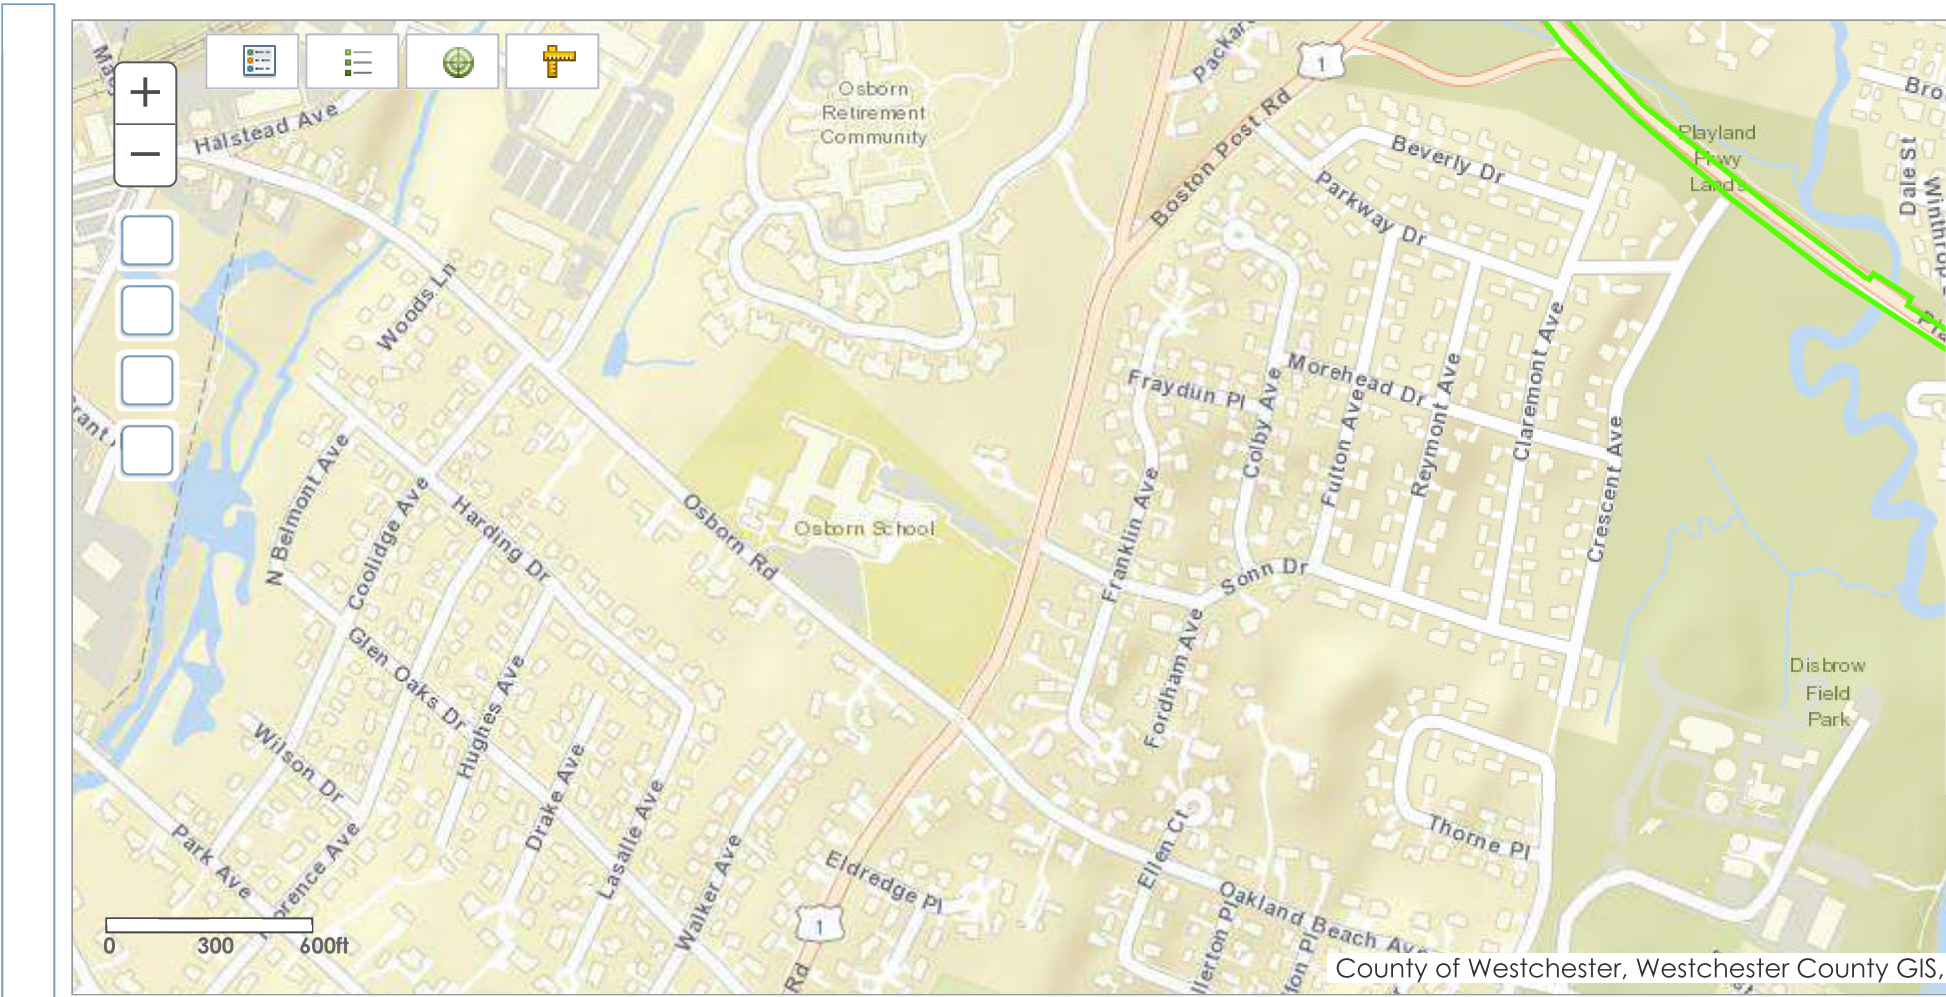 Halstead Ave
Osborn
Retirement
Community
1
Boston Post Rd
Beverly Dr
Parkway Dr
Playland
Pkwy
Lands
Dale St
Woods Ln
Fraydun Pl
Morehead Dr
Colby Ave
Fulton Ave
Reymont Ave
Claremont Ave
Crescent Ave
N Belmont Ave
Coolidge Ave
Harding Dr
Osborn Rd
Osborn School
Franklin Ave
Sonn Dr
Fordham Ave
Glen Oaks Dr
Hughes Ave
Wilson Dr
Park Ave
Drake Ave
Lasalle Ave
Walker Ave
Eldredge Pl
Ellen Ct
Thorne Pl
Oakland Beach Ave
Disbrow
Field
Park
1
Rd
0 300 600ft
County of Westchester, Westchester County GIS,